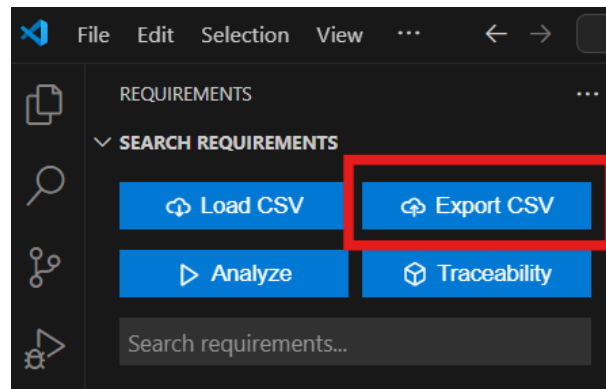 File Edit Selection View ···
REQUIREMENTS ···
SEARCH REQUIREMENTS
Load CSV Export CSV
Analyze Traceability
Search requirements...